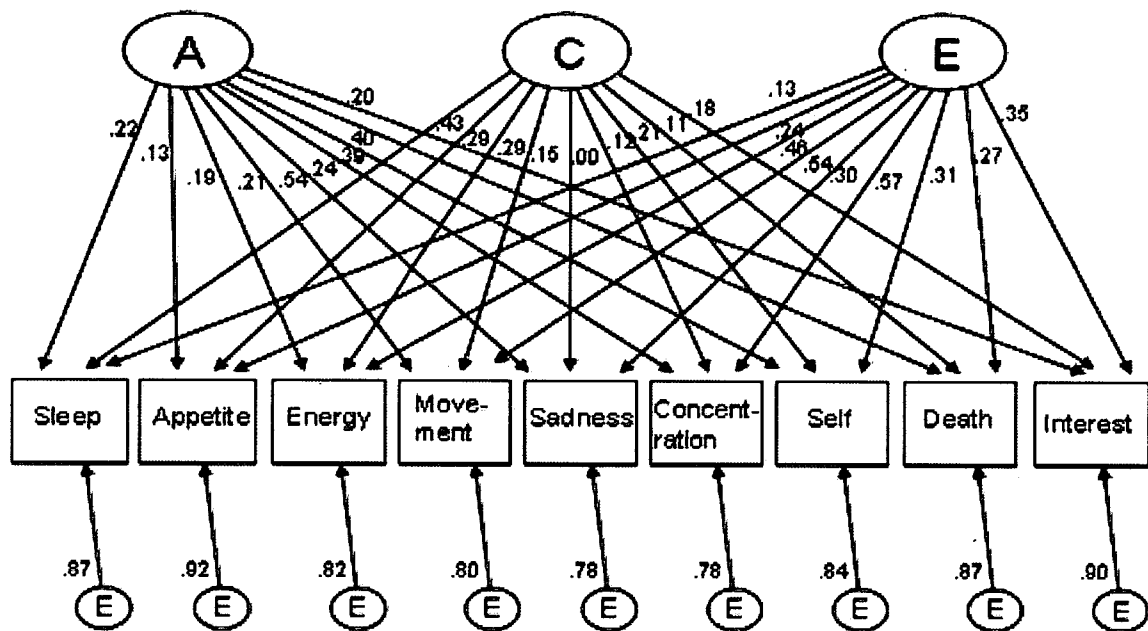 A
C
E
.22
.13
.19
.21
.54
.24
.39
.40
.20
.43
.29
.29
.15
.00
.12
.21
.11
.18
.13
.24
.46
.54
.30
.57
.31
.27
.35
Sleep
Appetite
Energy
Move-
ment
Sadness
Concent-
ration
Self
Death
Interest
.87
.92
.82
.80
.78
.78
.84
.87
.90
E
E
E
E
E
E
E
E
E